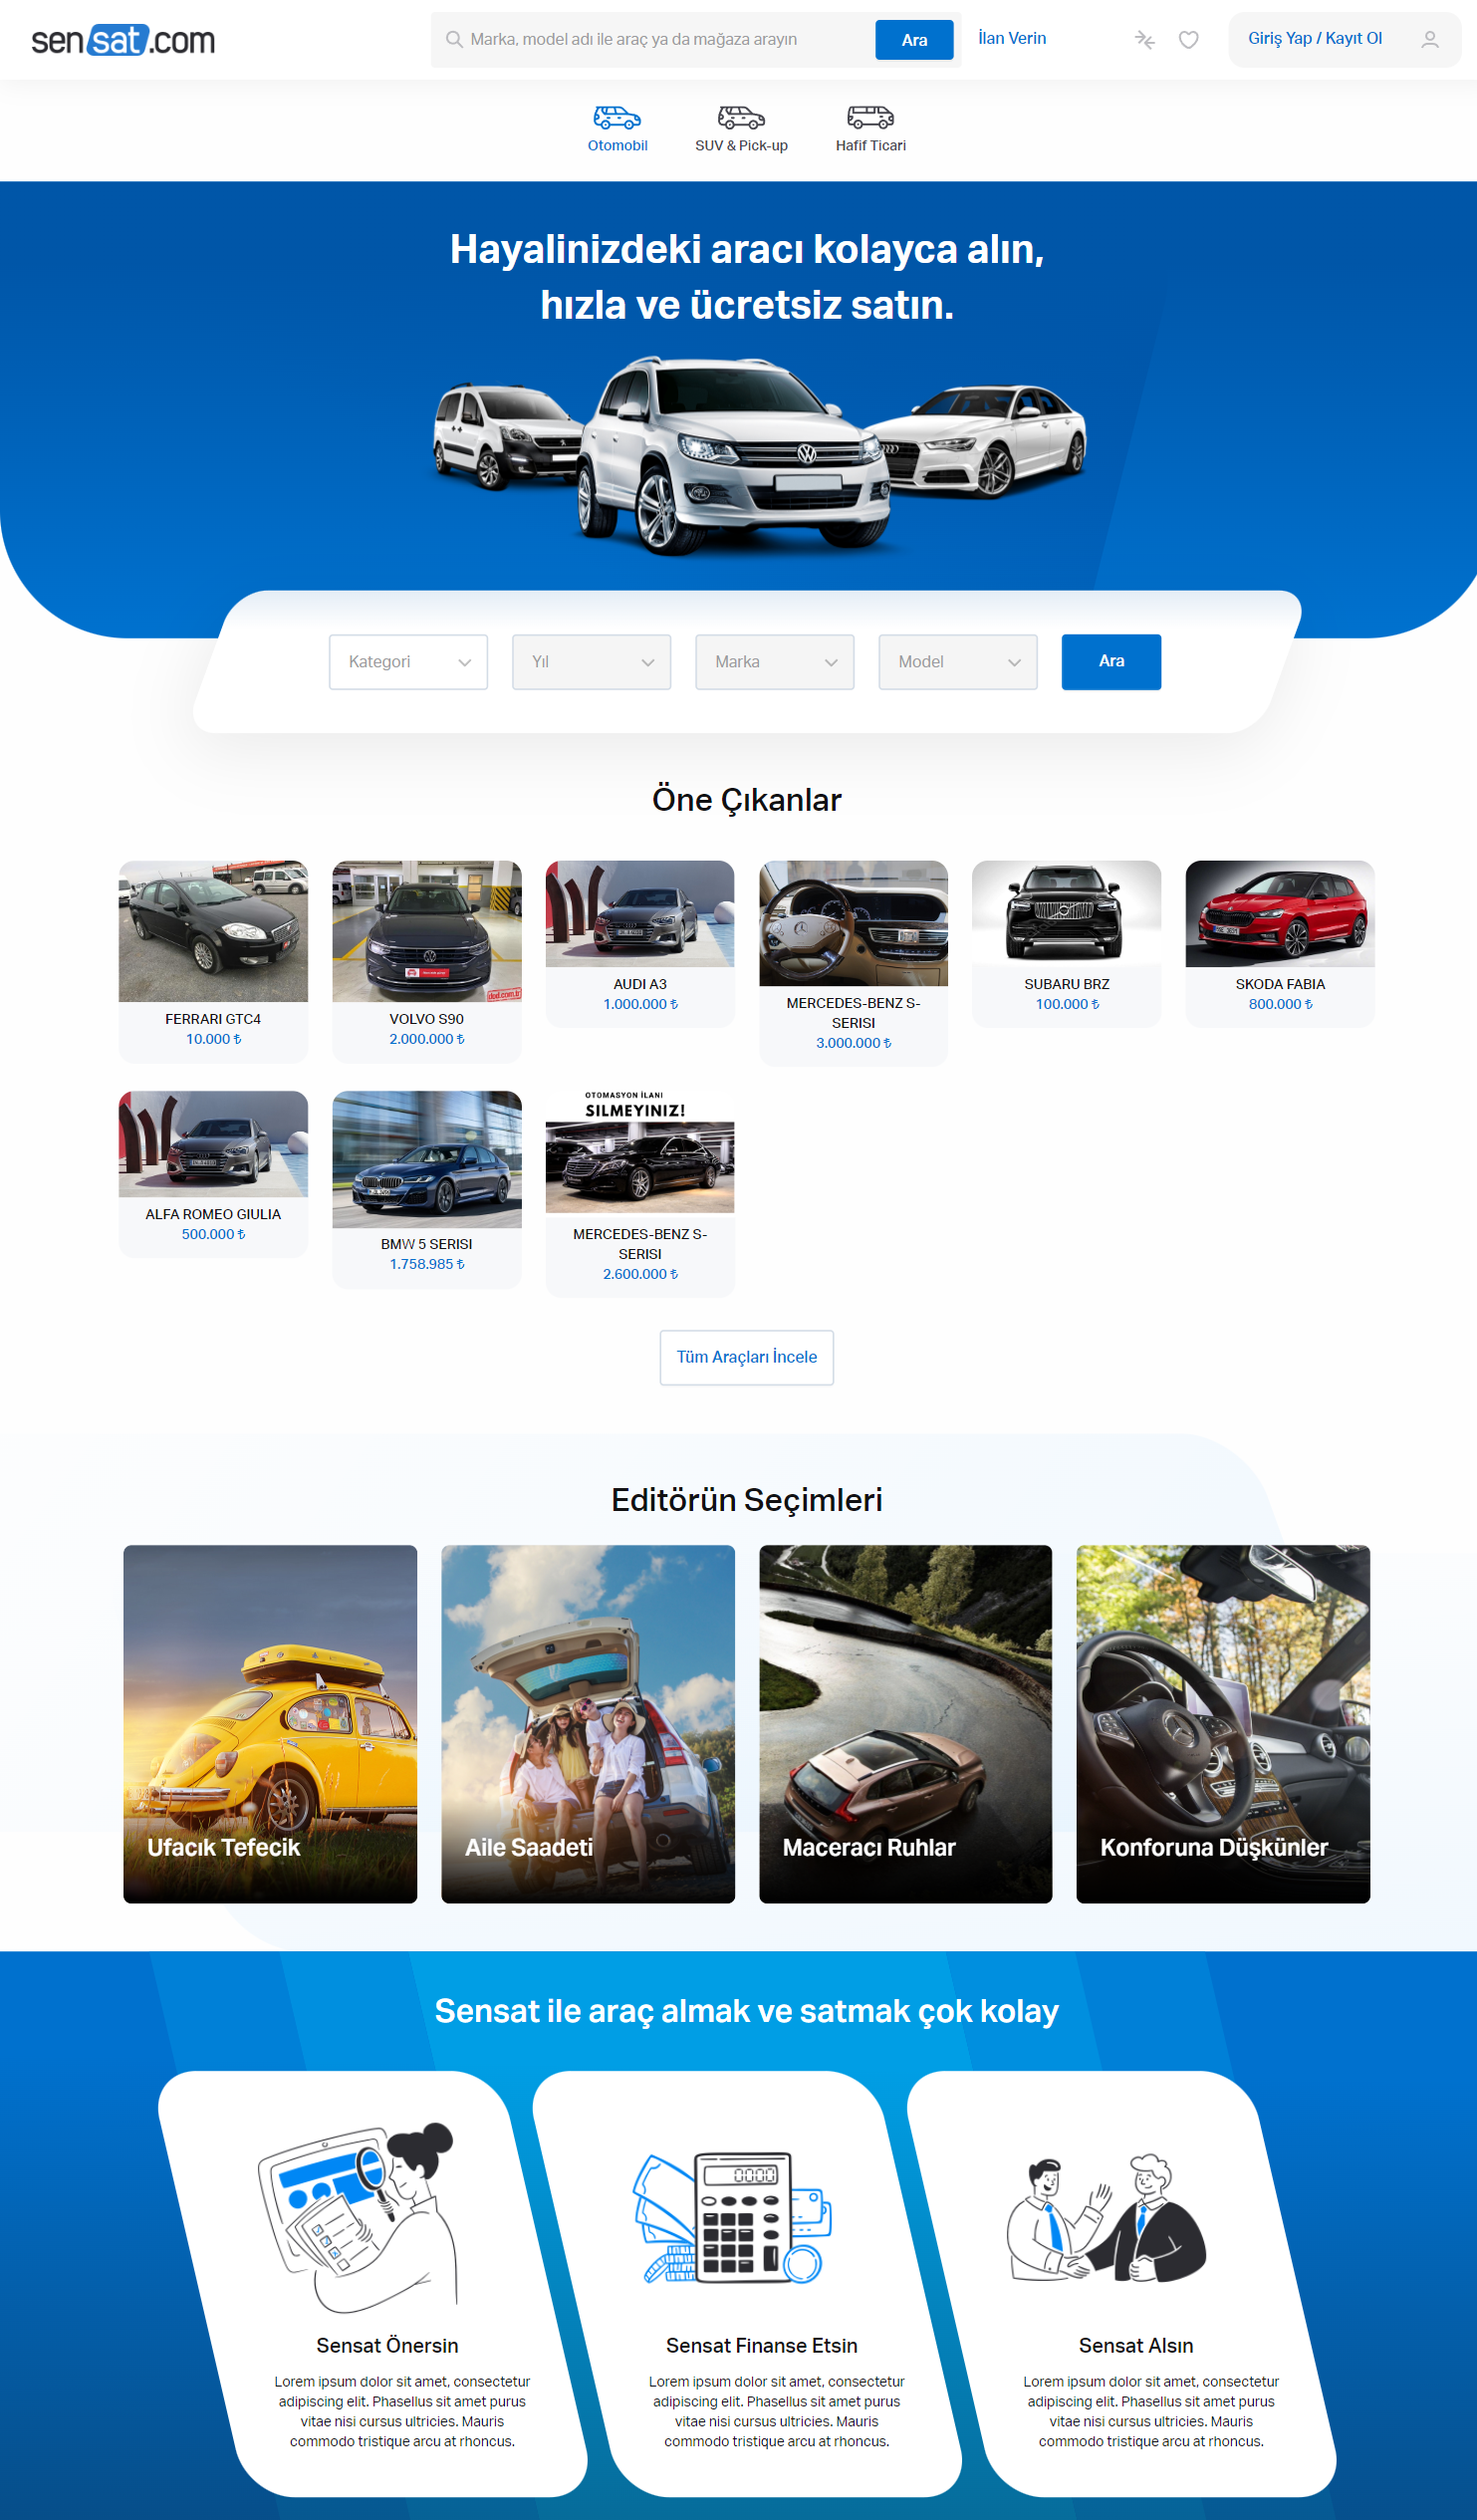 sensat.com
Marka, model adı ile araç ya da mağaza arayın
Ara
İlan Verin
Giriş Yap / Kayıt Ol
Otomobil
SUV & Pick-up
Hafif Ticari
Hayalinizdeki aracı kolayca alın,
hızla ve ücretsiz satın.
Kategori
Yıl
Marka
Model
Ara
Öne Çıkanlar
FERRARI GTC4
10.000 ₺
VOLVO S90
2.000.000 ₺
dod.com.tr
AUDI A3
1.000.000 ₺
MERCEDES-BENZ S-
SERISI
3.000.000 ₺
SUBARU BRZ
100.000 ₺
SKODA FABIA
800.000 ₺
ALFA ROMEO GIULIA
500.000 ₺
BMW 5 SERISI
1.758.985 ₺
OTOMASYON İLANI
SILMEYINIZ!
MERCEDES-BENZ S-
SERISI
2.600.000 ₺
Tüm Araçları İncele
Editörün Seçimleri
Ufacık Tefecik
Aile Saadeti
Maceracı Ruhlar
Konforuna Düşkünler
Sensat ile araç almak ve satmak çok kolay
0000
Sensat Önersin
Lorem ipsum dolor sit amet, consectetur
adipiscing elit. Phasellus sit amet purus
vitae nisi cursus ultricies. Mauris
commodo tristique arcu at rhoncus.
Sensat Finanse Etsin
Lorem ipsum dolor sit amet, consectetur
adipiscing elit. Phasellus sit amet purus
vitae nisi cursus ultricies. Mauris
commodo tristique arcu at rhoncus.
Sensat Alsın
Lorem ipsum dolor sit amet, consectetur
adipiscing elit. Phasellus sit amet purus
vitae nisi cursus ultricies. Mauris
commodo tristique arcu at rhoncus.